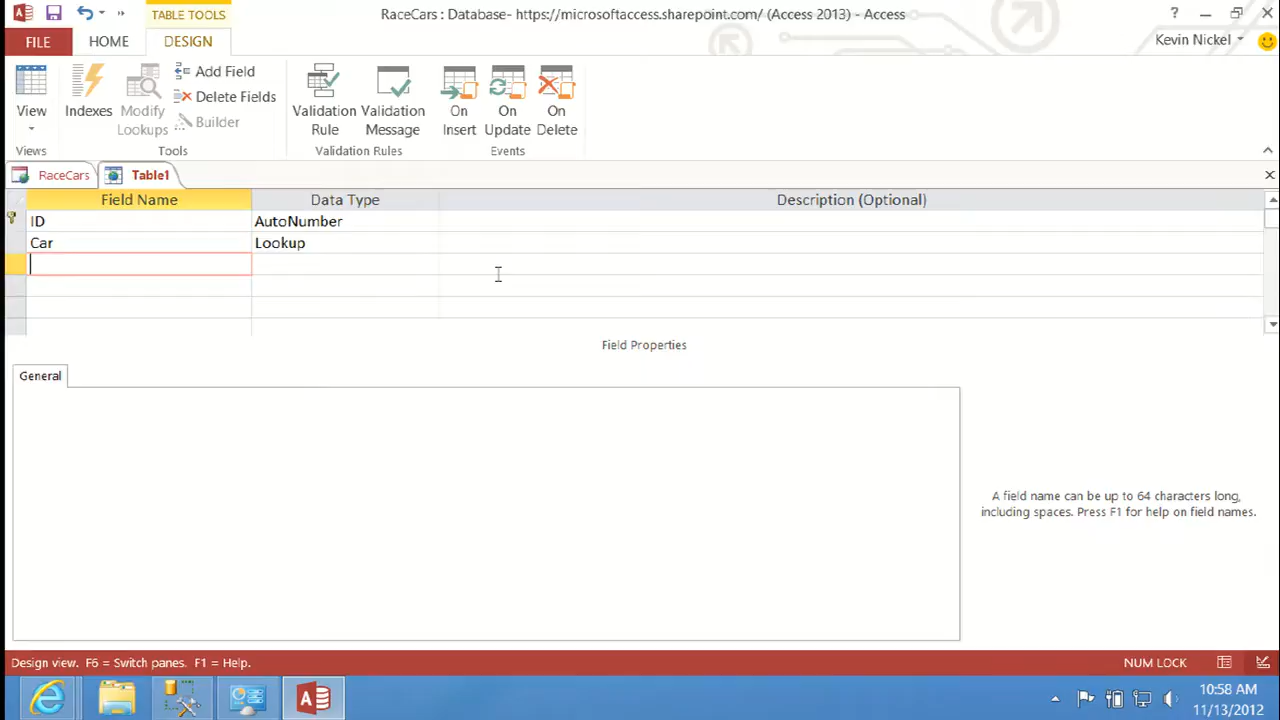 TABLE TOOLS
RaceCars : Database- https://microsoftaccess.sharepoint.com/ (Access 2013) - Access
?
FILE
HOME
DESIGN
Kevin Nickel
View
Indexes
Modify
Lookups
Add Field
Delete Fields
Builder
Validation
Rule
Validation
Message
On
Insert
On
Update
On
Delete
Views
Tools
Validation Rules
Events
RaceCars
Table1
Field Name
Data Type
Description (Optional)
ID
AutoNumber
Car
Lookup
Field Properties
General
A field name can be up to 64 characters long,
including spaces. Press F1 for help on field names.
Design view. F6 = Switch panes. F1 = Help.
NUM LOCK
10:58 AM
11/13/2012